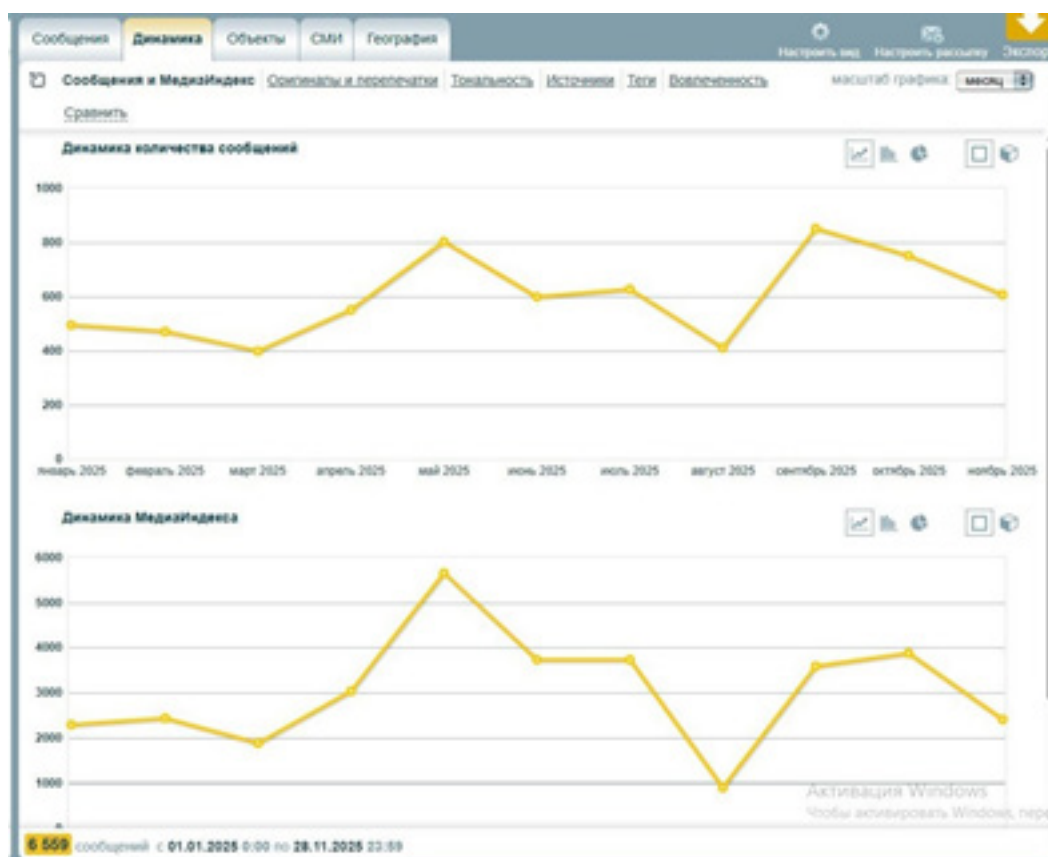 Сообщения Динамика Объекты СМИ География
Настроить вид Настроить рассылку Экспор
Сообщения и МедиаИндекс Оригиналы и перепечатки Тональность Источники Теги Вовлеченность масштаб графика: месяц
Сравнить
Динамика количества сообщений
1000
800
600
400
200
0
январь 2025 февраль 2025 март 2025 апрель 2025 май 2025 июнь 2025 июль 2025 август 2025 сентябрь 2025 октябрь 2025 ноябрь 2025
Динамика МедиаИндекса
6000
5000
4000
3000
2000
1000
Активация Windows
Чтобы активировать Windows, пере
6 559 сообщений с 01.01.2025 0:00 по 28.11.2025 23:59